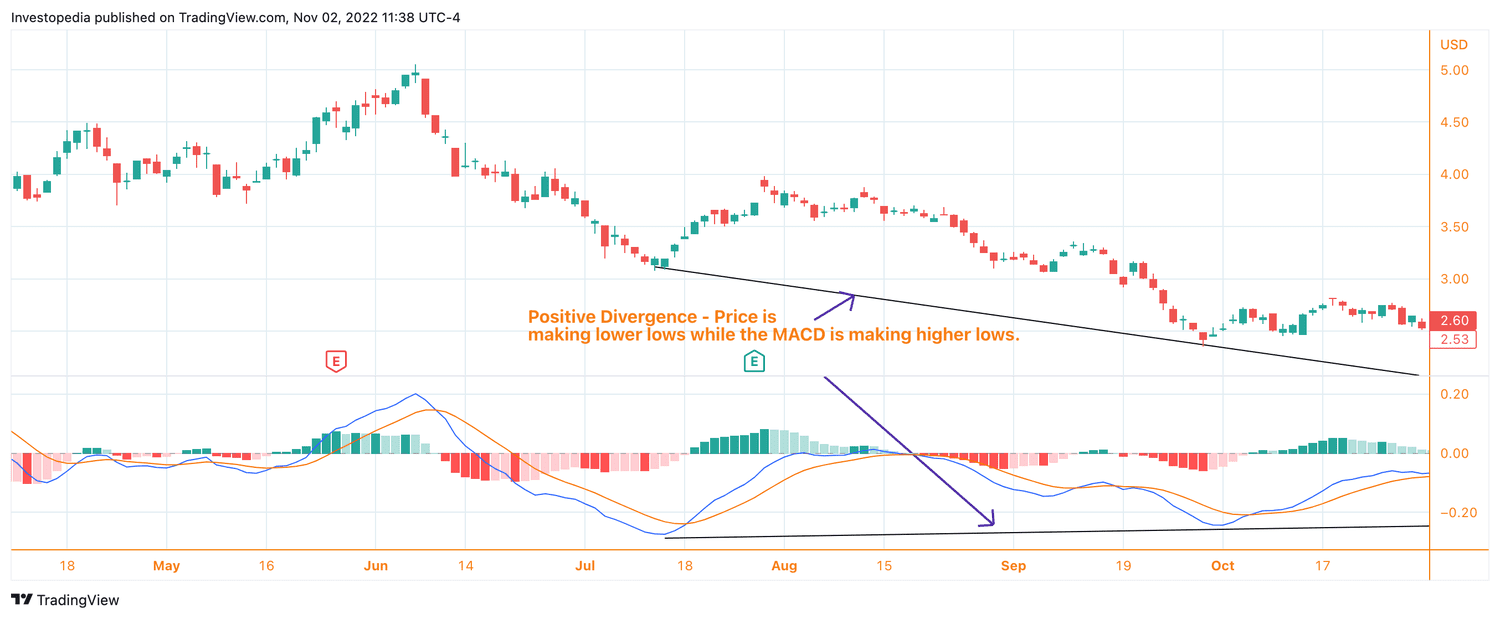 Investopedia published on TradingView.com, Nov 02, 2022 11:38 UTC-4
USD
5.00
4.50
4.00
3.50
3.00
2.60
2.53
Positive Divergence - Price is
making lower lows while the MACD is making higher lows.
E E
0.20
0.00
−0.20
18 May 16 Jun 14 Jul 18 Aug 15 Sep 19 Oct 17
TradingView